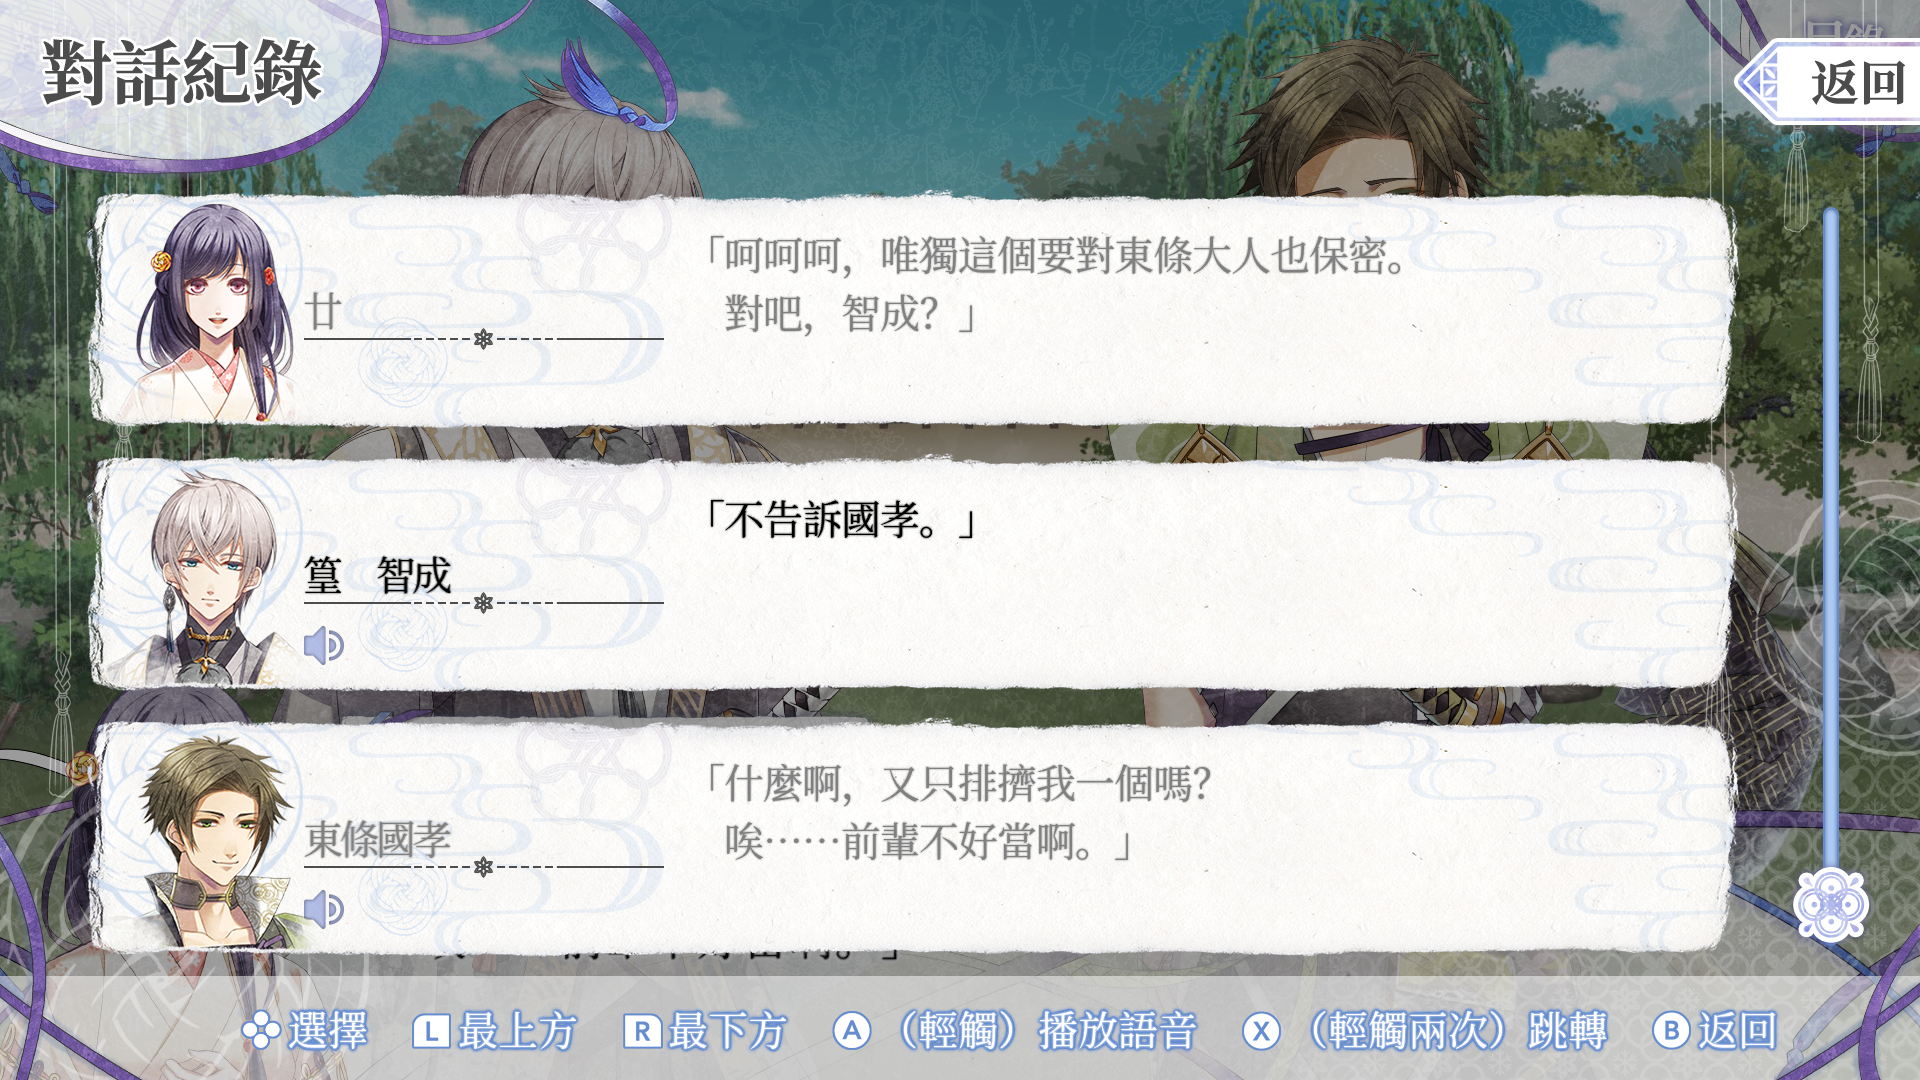 對話紀錄
返回
廿
「呵呵呵，唯獨這個要對東條大人也保密。
對吧，智成？」
篁　智成
「不告訴國孝。」
東條國孝
「什麼啊，又只排擠我一個嗎？
唉……前輩不好當啊。」
選擇
L 最上方
R 最下方
A （輕觸）播放語音
X （輕觸兩次）跳轉
B 返回